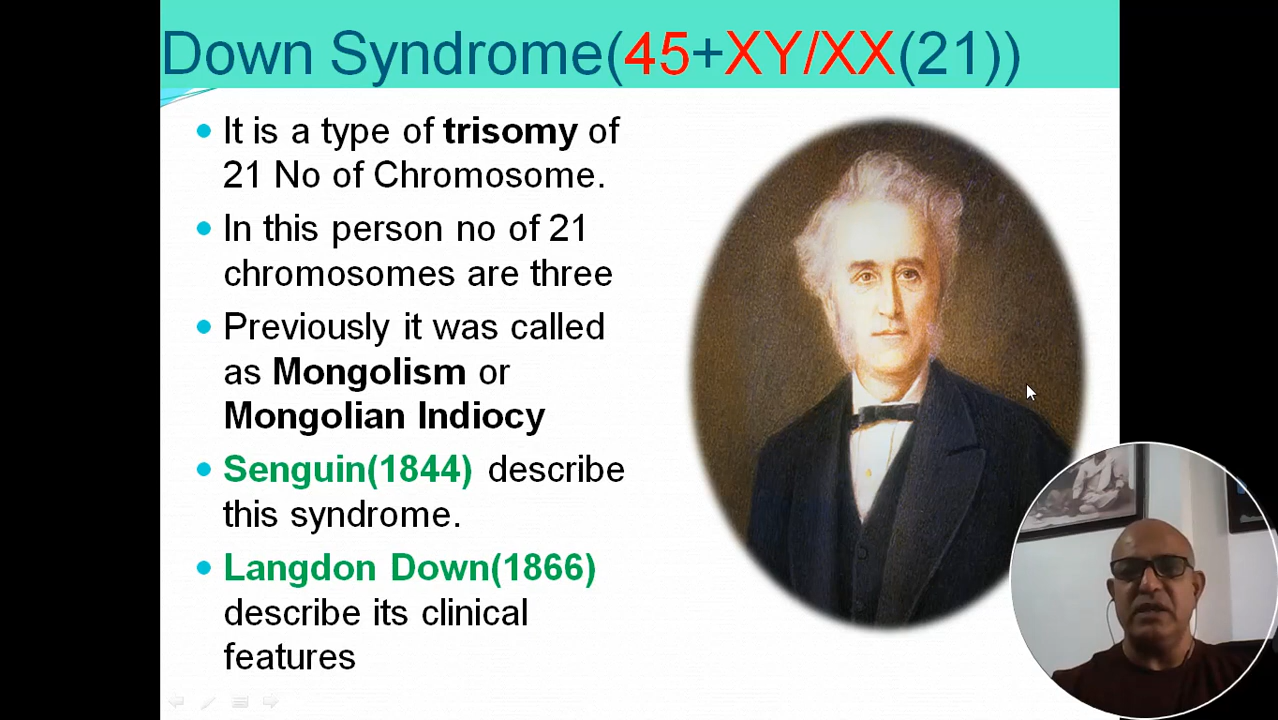 Down Syndrome(45+XY/XX(21))
It is a type of trisomy of
21 No of Chromosome.
In this person no of 21
chromosomes are three
Previously it was called
as Mongolism or
Mongolian Indiocy
Senguin(1844) describe
this syndrome.
Langdon Down(1866)
describe its clinical
features